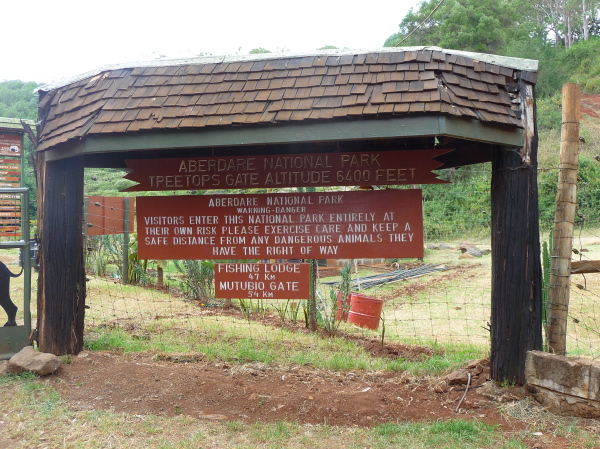 ABERDARE NATIONAL PARK
TREETOPS GATE ALTITUDE 6400 FEET
ABERDARE NATIONAL PARK
WARNING-DANGER
VISITORS ENTER THIS NATIONAL PARK ENTIRELY AT
THEIR OWN RISK PLEASE EXERCISE CARE AND KEEP A
SAFE DISTANCE FROM ANY DANGEROUS ANIMALS THEY
HAVE THE RIGHT OF WAY
FISHING LODGE
47 KM
MUTUBIO GATE
54 KM